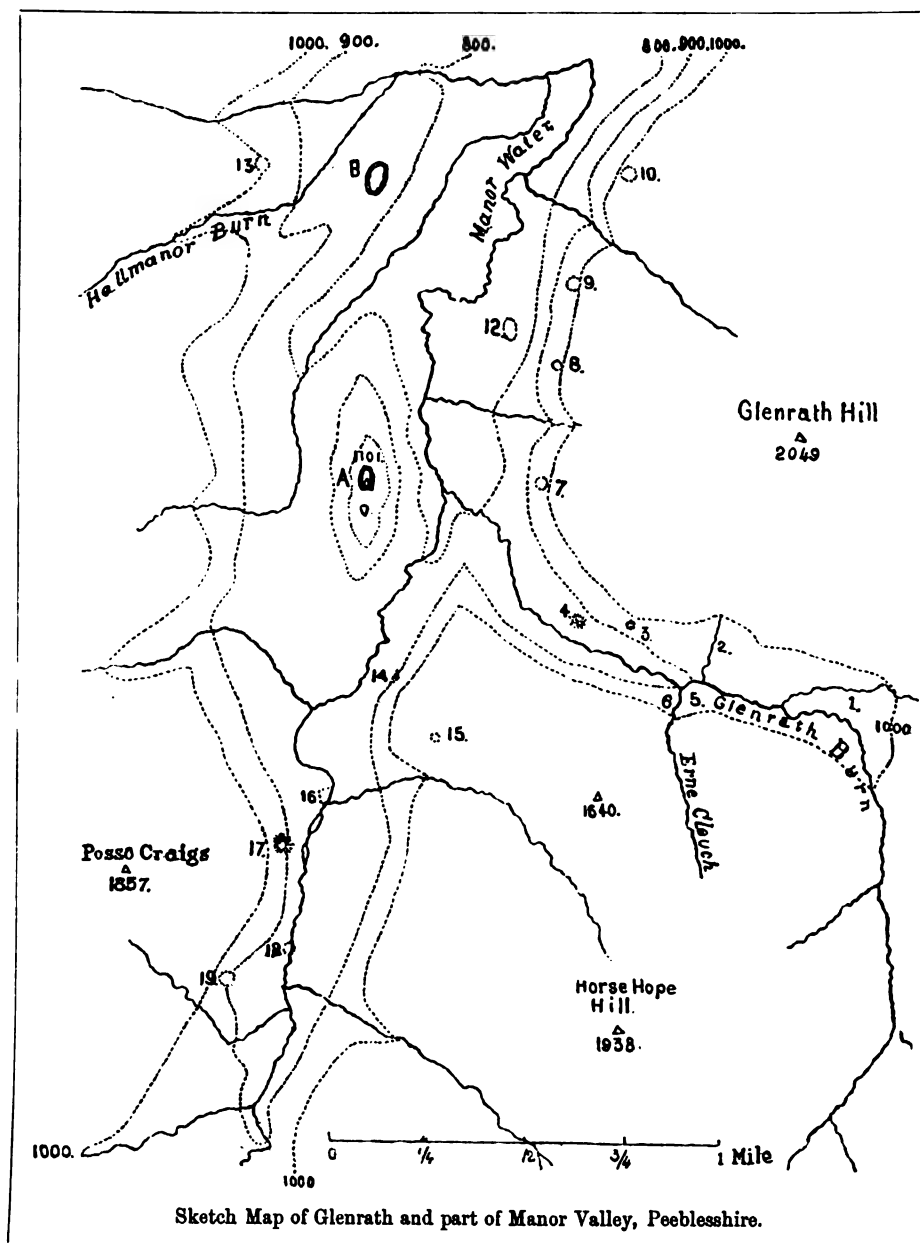 1000. 900. 800. 800. 900. 1000.
13.
B
Manor Water
10.
Hallmanor Burn
9.
12.
8.
Glenrath Hill
2049
1101.
A
7.
4.
3.
2.
14.
6
5.
Glenrath Burn
1.
1000
15.
Erne Cleuch
16.
1640.
17.
Posso Craigs
1857.
18.
19.
Horse Hope
Hill.
1938.
1000.
1000
0 1/4 1/2 3/4 1 Mile
Sketch Map of Glenrath and part of Manor Valley, Peeblesshire.